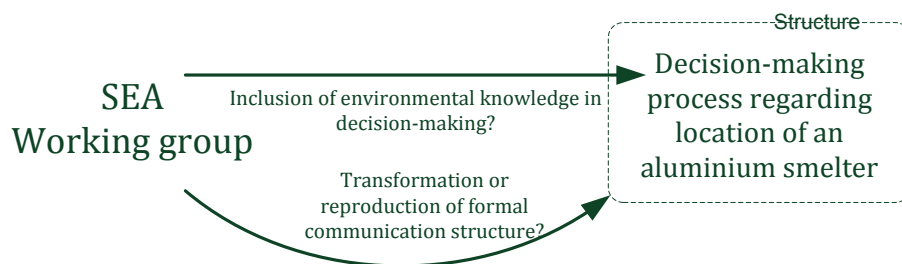 Structure
SEA
Working group
Inclusion of environmental knowledge in
decision-making?
Decision-making
process regarding
location of an
aluminium smelter
Transformation or
reproduction of formal
communication structure?